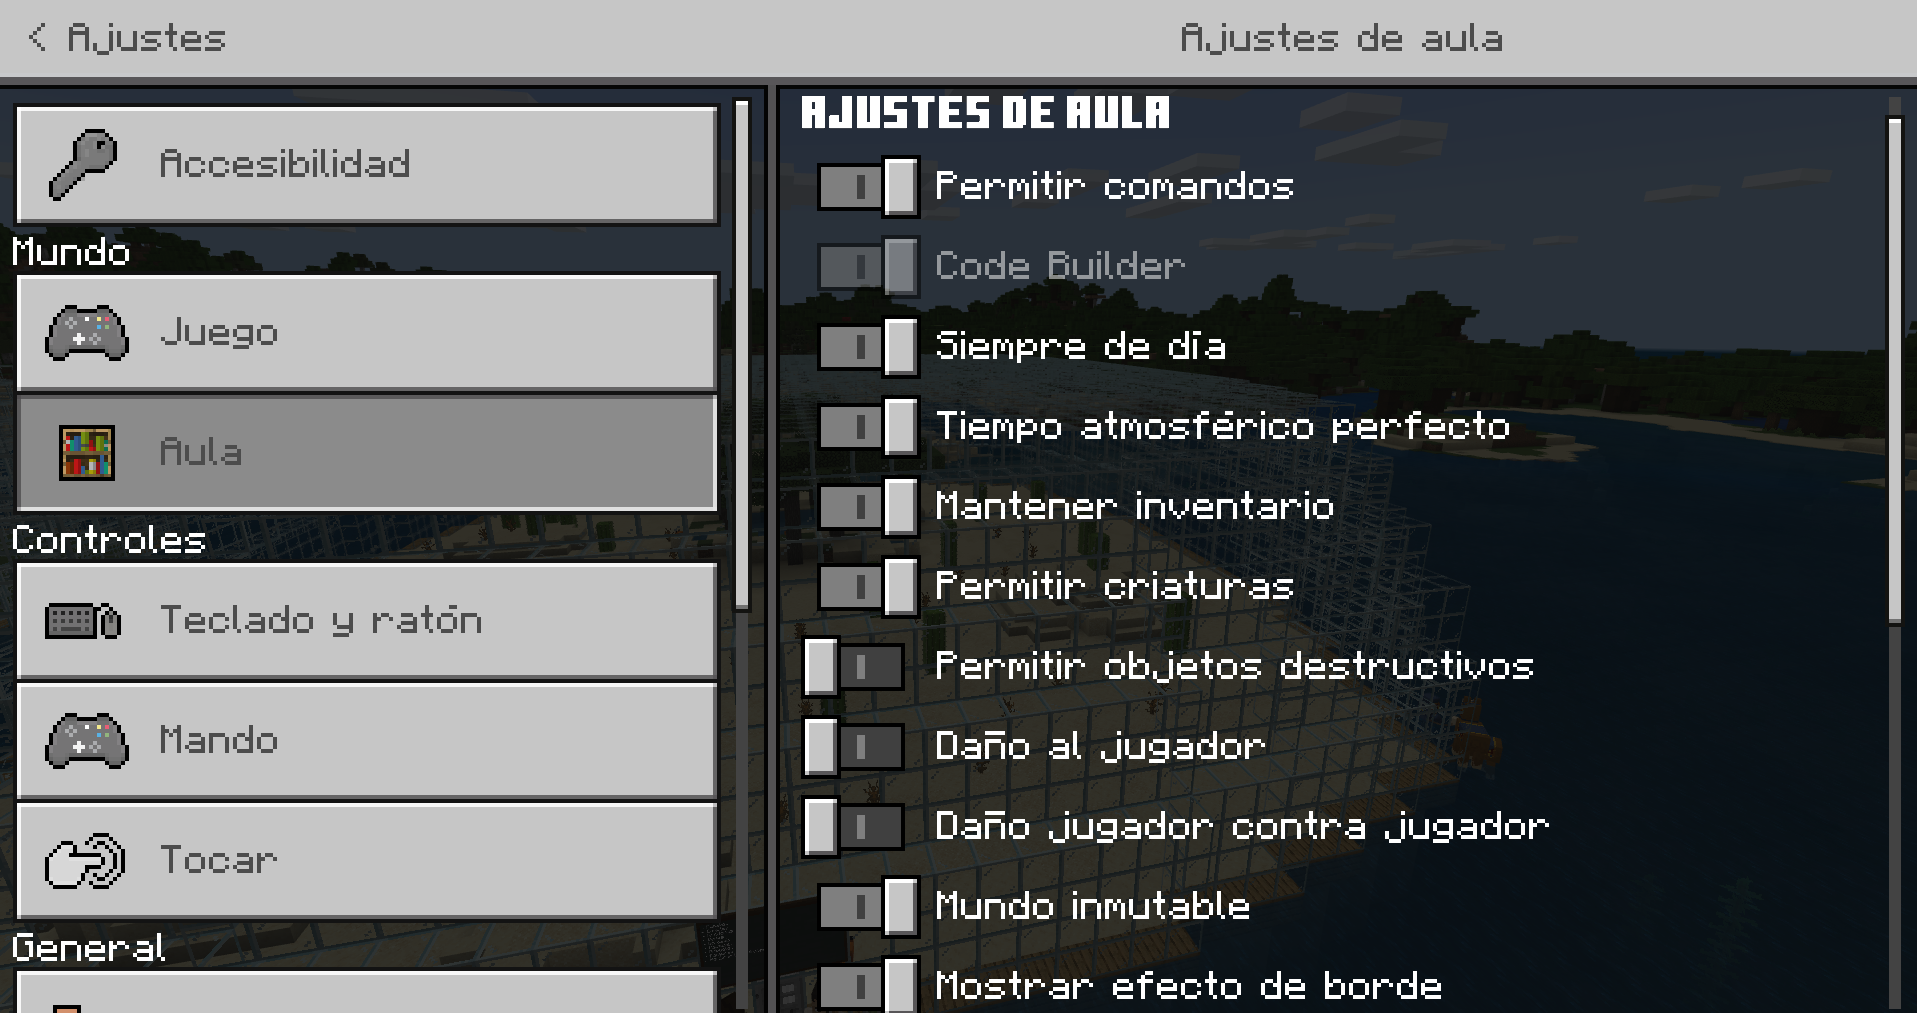 < Ajustes
Ajustes de aula
Accesibilidad
Mundo
Juego
Aula
Controles
Teclado y ratón
Mando
Tocar
General
AJUSTES DE AULA
Permitir comandos
Code Builder
Siempre de día
Tiempo atmosférico perfecto
Mantener inventario
Permitir criaturas
Permitir objetos destructivos
Daño al jugador
Daño jugador contra jugador
Mundo inmutable
Mostrar efecto de borde